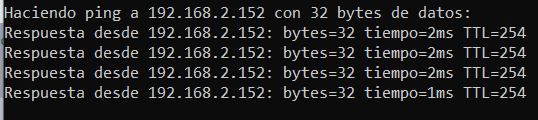 Haciendo ping a 192.168.2.152 con 32 bytes de datos:
Respuesta desde 192.168.2.152: bytes=32 tiempo=2ms TTL=254
Respuesta desde 192.168.2.152: bytes=32 tiempo=2ms TTL=254
Respuesta desde 192.168.2.152: bytes=32 tiempo=2ms TTL=254
Respuesta desde 192.168.2.152: bytes=32 tiempo=1ms TTL=254